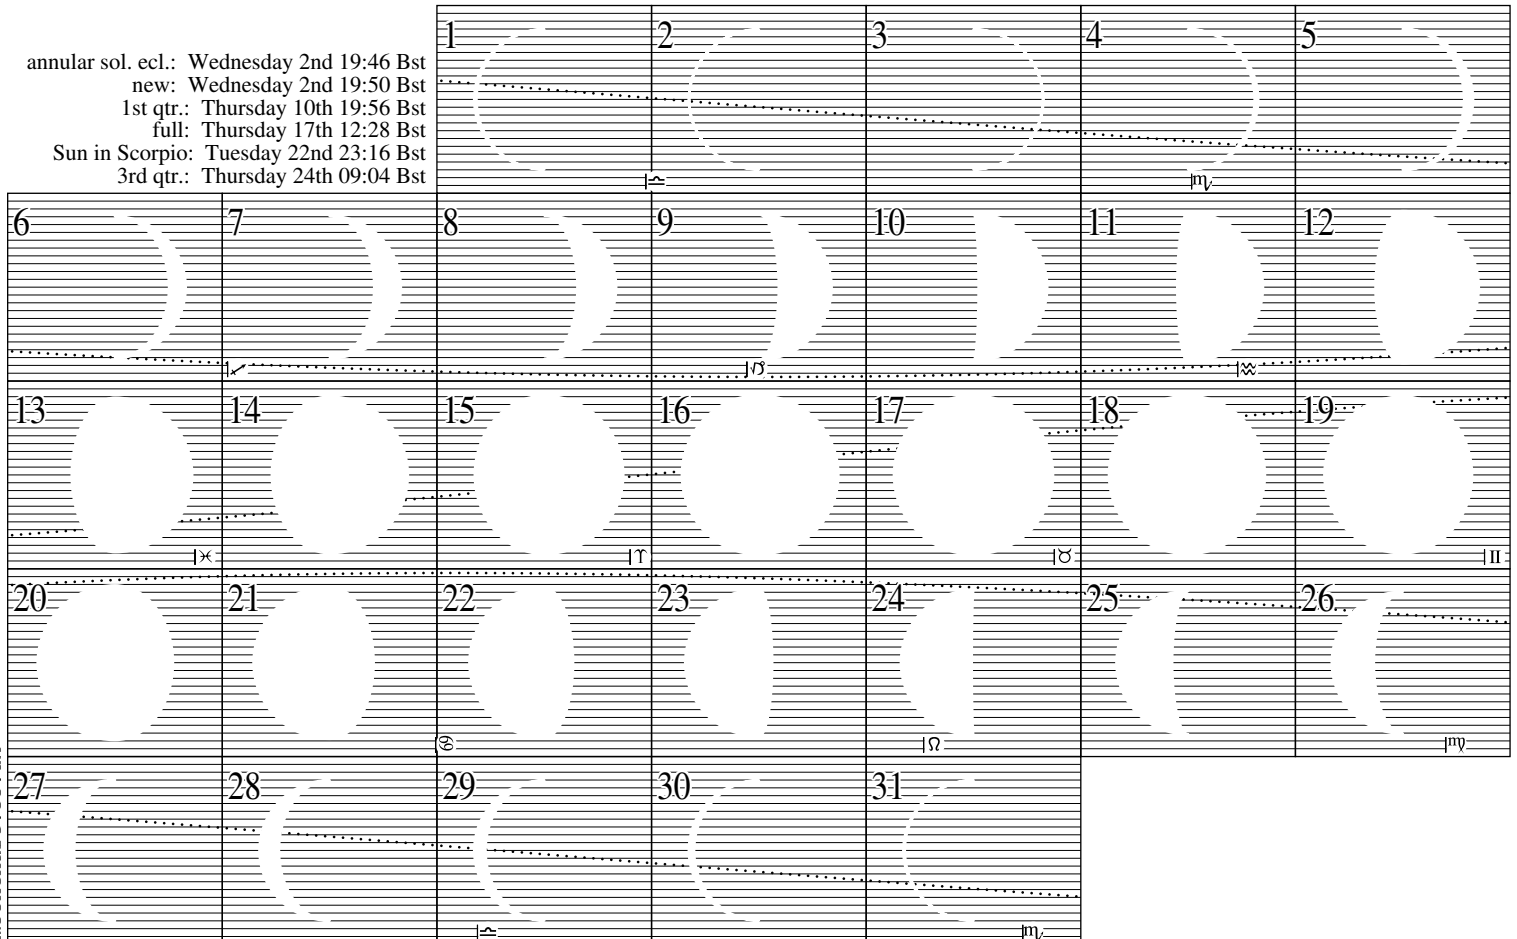 annular sol. ecl.: Wednesday 2nd 19:46 Bst
new: Wednesday 2nd 19:50 Bst
1st qtr.: Thursday 10th 19:56 Bst
full: Thursday 17th 12:28 Bst
Sun in Scorpio: Tuesday 22nd 23:16 Bst
3rd qtr.: Thursday 24th 09:04 Bst
1 2 3 4 5
♎ ♏
6 7 8 9 10 11 12
♐ ♑ ♒
13 14 15 16 17 18 19
♓ ♈ ♉ ♊
20 21 22 23 24 25 26
♋ ♌ ♍
27 28 29 30 31
♎ ♏